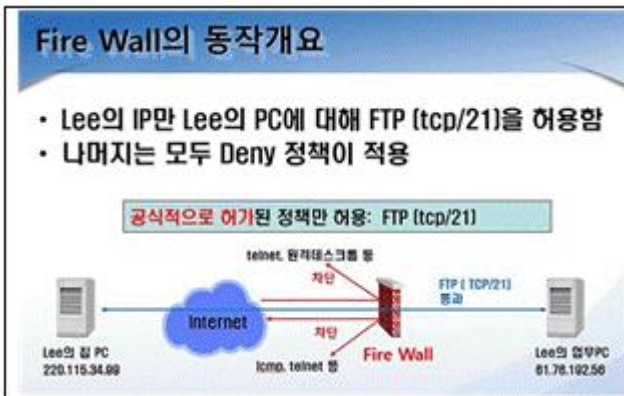 Fire Wall의 동작개요
• Lee의 IP만 Lee의 PC에 대해 FTP (tcp/21)을 허용함
• 나머지는 모두 Deny 정책이 적용
공식적으로 허가된 정책만 허용: FTP (tcp/21)
telnet, 원격데스크톱 등
차단
FTP ( TCP/21)
통과
Internet
차단
Fire Wall
Icmp, telnet 등
Lee의 집 PC
220.115.34.99
Lee의 업무PC
61.76.192.56